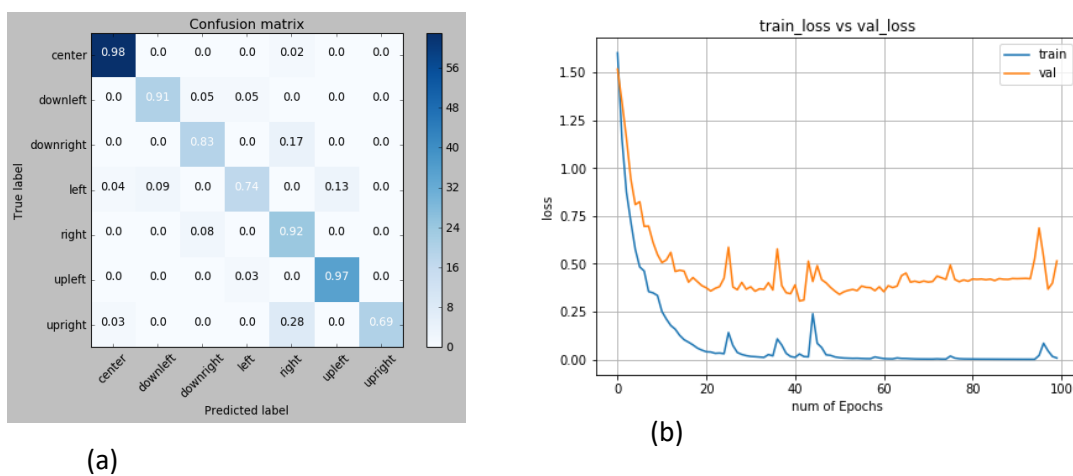 Confusion matrix
center 0.98 0.0 0.0 0.0 0.02 0.0 0.0
downleft 0.0 0.91 0.05 0.05 0.0 0.0 0.0
downright 0.0 0.0 0.83 0.0 0.17 0.0 0.0
left 0.04 0.09 0.0 0.74 0.0 0.13 0.0
right 0.0 0.0 0.08 0.0 0.92 0.0 0.0
upleft 0.0 0.0 0.0 0.03 0.0 0.97 0.0
upright 0.03 0.0 0.0 0.0 0.28 0.0 0.69
center downleft downright left right upleft upright
True label
Predicted label
56
48
40
32
24
16
8
0
(a)
train_loss vs val_loss
train
val
1.50
1.25
1.00
0.75
0.50
0.25
0.00
loss
0 20 40 60 80 100
num of Epochs
(b)